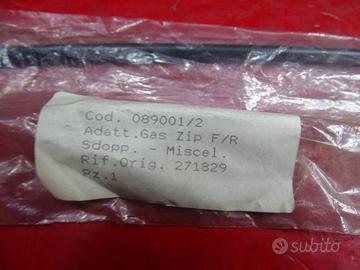 Cod. 089001/2
Adatt.Gas Zip F/R
Sdopp. - Miscel.
Rif.Orig. 271829
Pz.1
subito